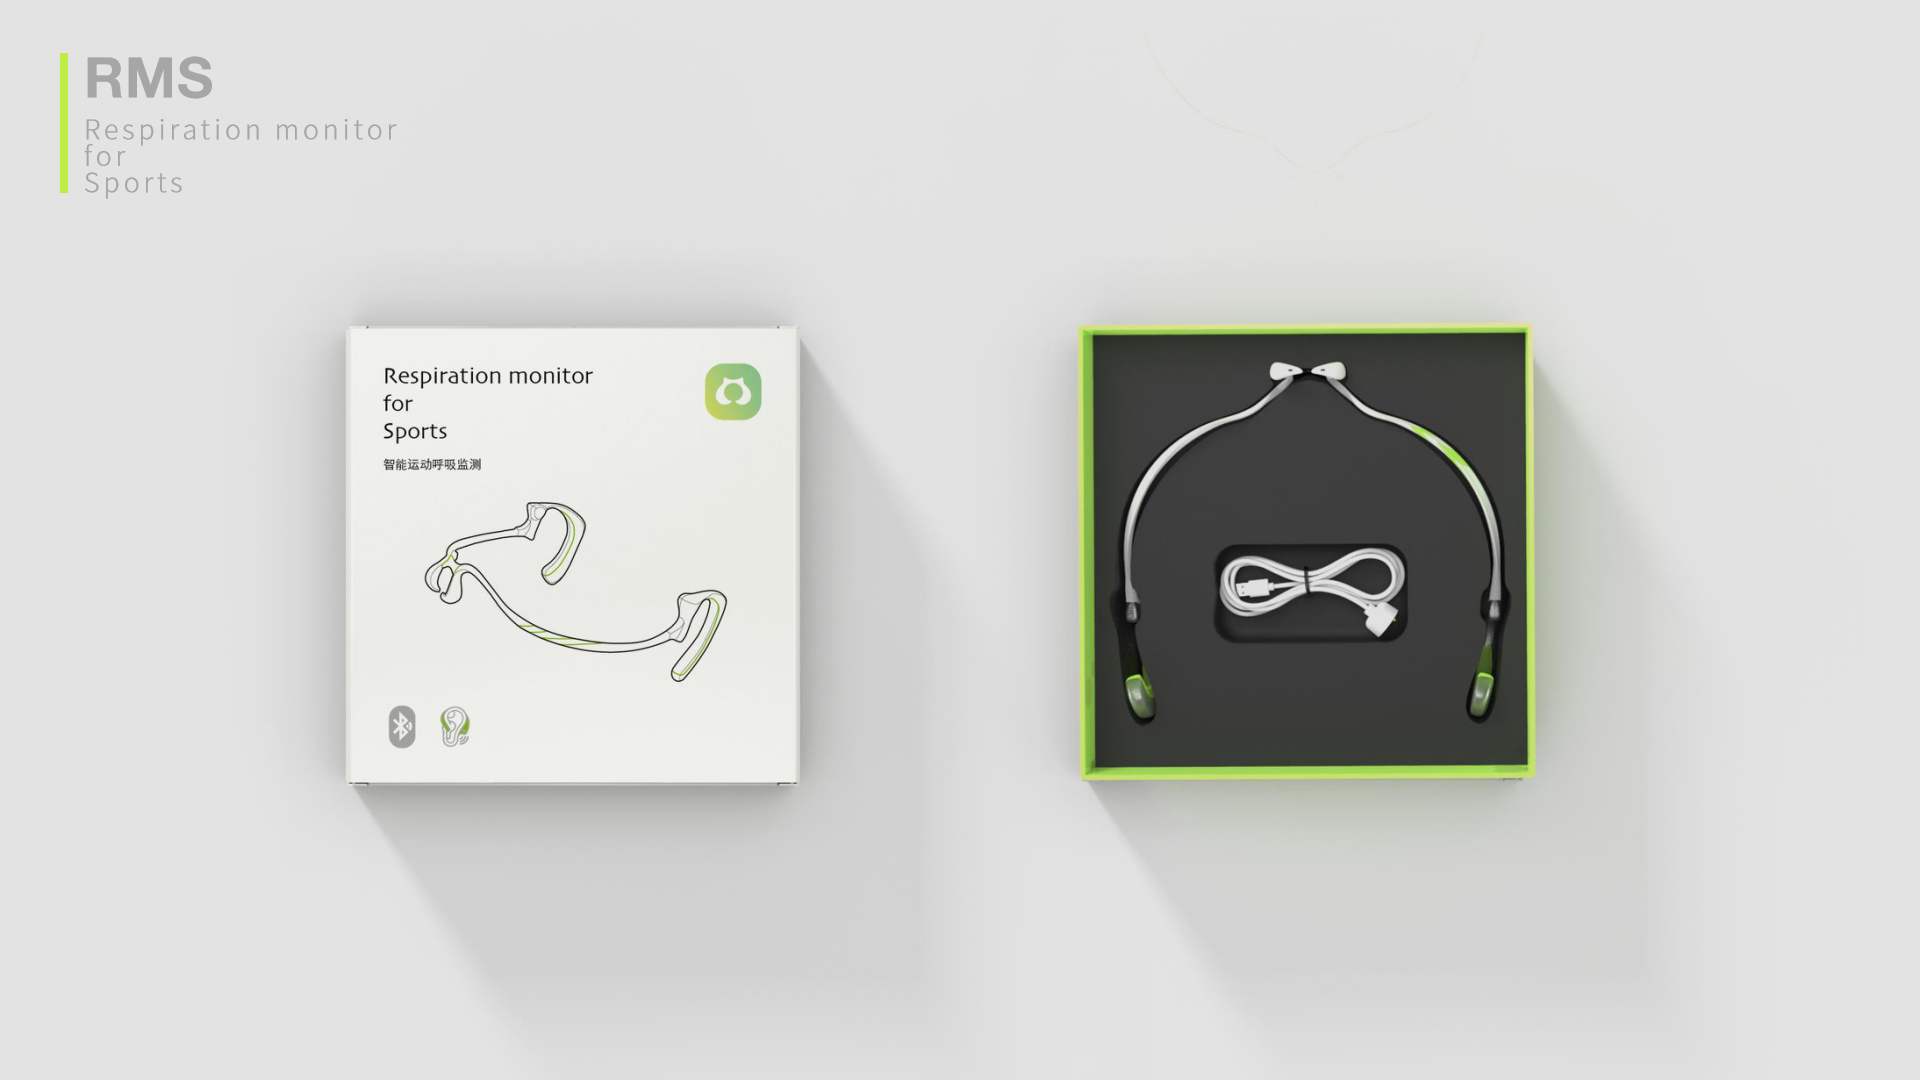 RMS
Respiration monitor
for
Sports
Respiration monitor
for
Sports
智能运动呼吸监测